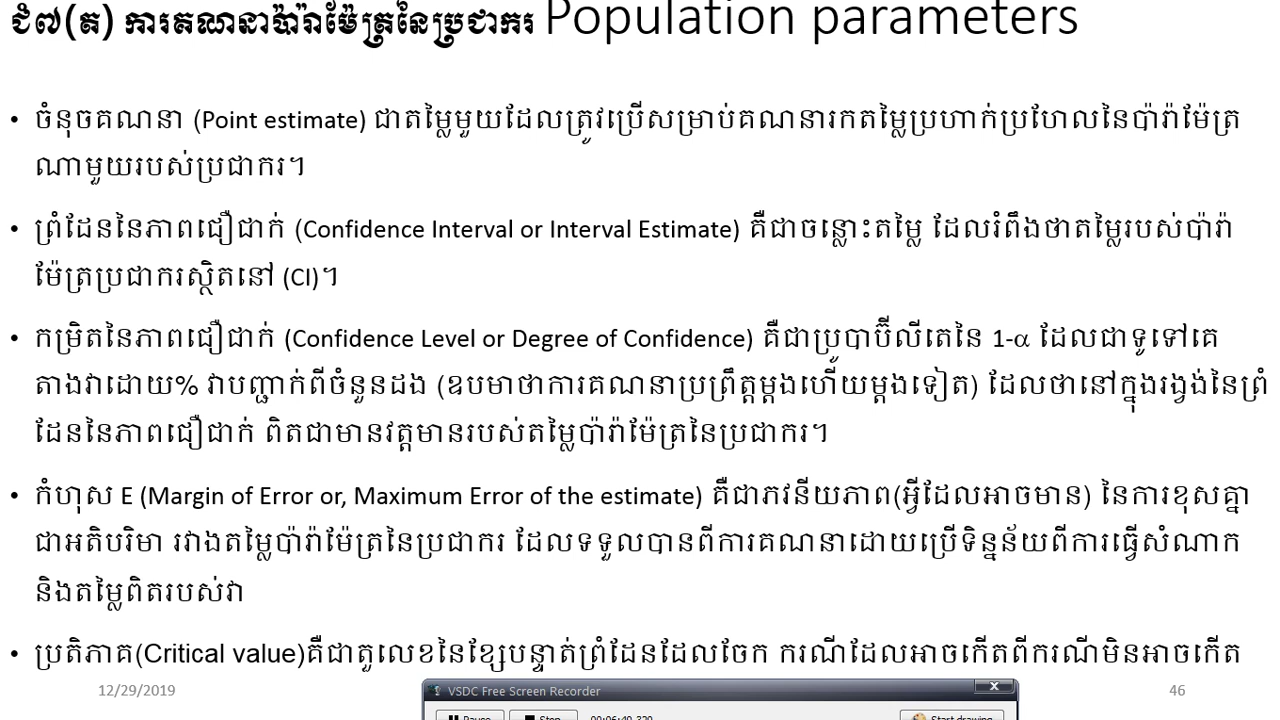 ជំ៧(ត) ការគណនាប៉ារ៉ាម៉ែត្រនៃប្រជាករ Population parameters
• ចំនុចគណនា (Point estimate) ជាតម្លៃមួយដែលត្រូវប្រើសម្រាប់គណនារកតម្លៃប្រហាក់ប្រហែលនៃប៉ារ៉ាម៉ែត្រ
ណាមួយរបស់ប្រជាករ។
• ព្រំដែននៃភាពជឿជាក់ (Confidence Interval or Interval Estimate) គឺជាចន្លោះតម្លៃ ដែលរំពឹងថាតម្លៃរបស់ប៉ារ៉ា
ម៉ែត្រប្រជាករស្ថិតនៅ (CI)។
• កម្រិតនៃភាពជឿជាក់ (Confidence Level or Degree of Confidence) គឺជាប្រូបាប៊ីលីតេនៃ 1-α ដែលជាទូទៅគេ
តាងវាដោយ% វាបញ្ជាក់ពីចំនួនដង (ឧបមាថាការគណនាប្រព្រឹត្តម្តងហើយម្តងទៀត) ដែលថានៅក្នុងរង្វង់នៃព្រំ
ដែននៃភាពជឿជាក់ ពិតជាមានវត្តមានរបស់តម្លៃប៉ារ៉ាម៉ែត្រនៃប្រជាករ។
• កំហុស E (Margin of Error or, Maximum Error of the estimate) គឺជាភវនីយភាព(អ្វីដែលអាចមាន) នៃការខុសគ្នា
ជាអតិបរិមា រវាងតម្លៃប៉ារ៉ាម៉ែត្រនៃប្រជាករ ដែលទទួលបានពីការគណនាដោយប្រើទិន្នន័យពីការធ្វើសំណាក
និងតម្លៃពិតរបស់វា
• ប្រតិភាគ(Critical value)គឺជាតួលេខនៃខ្សែបន្ទាត់ព្រំដែនដែលចែក ករណីដែលអាចកើតពីករណីមិនអាចកើត
12/29/2019
46
VSDC Free Screen Recorder
Pause Stop 00:06:40.320 Start drawing